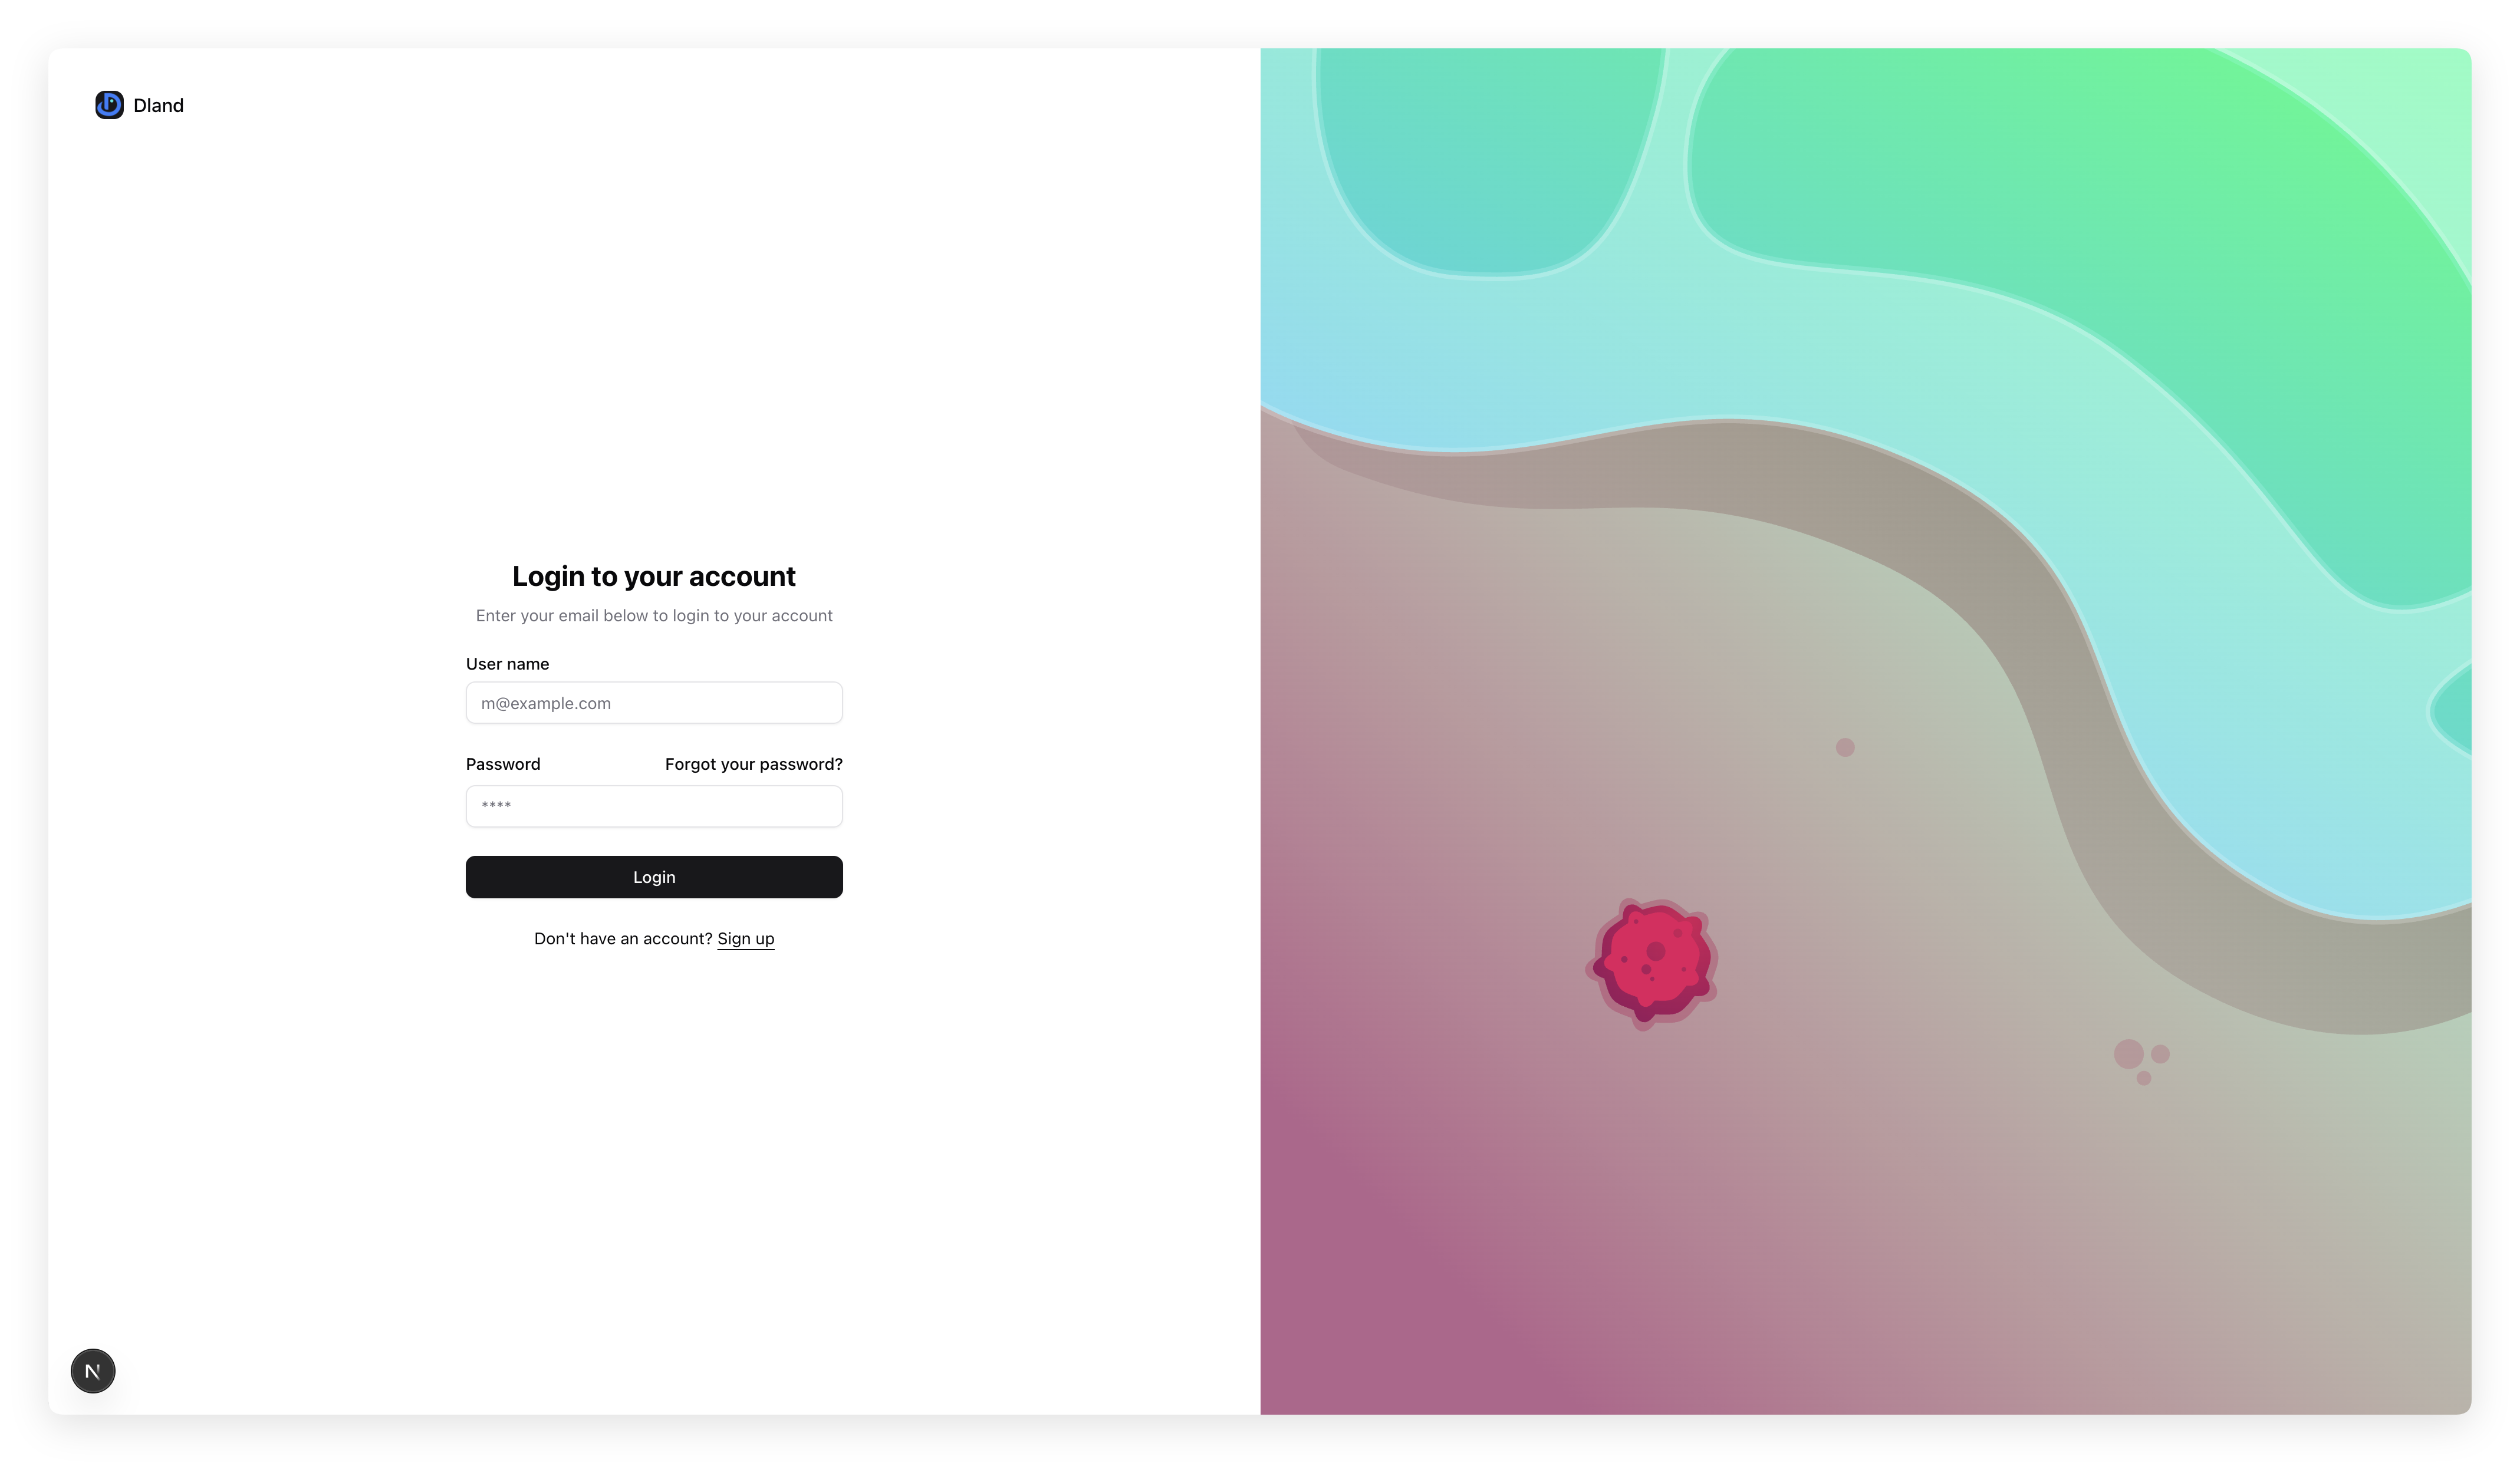 Dland
Login to your account
Enter your email below to login to your account
User name
m@example.com
Password Forgot your password?
****
Login
Don't have an account? Sign up
N